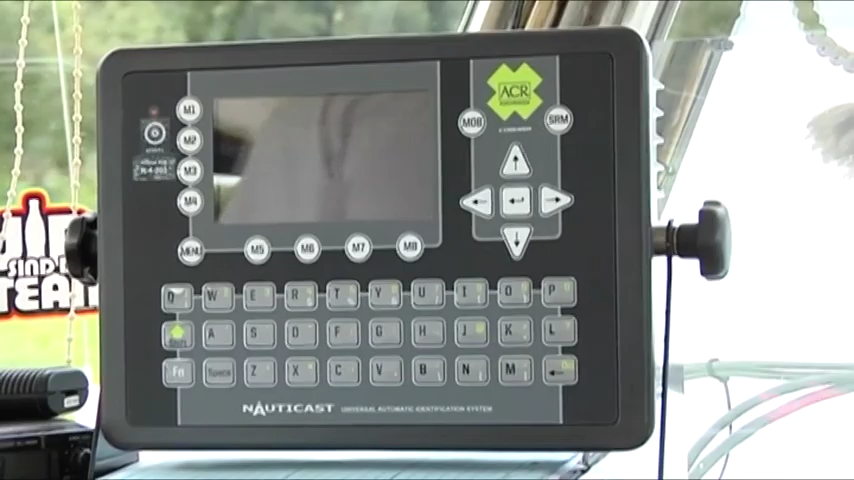 ACR
M1
M2
M3
M4
MENU
M5
M6
M7
M8
MOB
SRM
Q W E R T Y U I O P
Shift A S D F G H J K L
Fn Space Z X C V B N M
NAUTICAST UNIVERSAL AUTOMATIC IDENTIFICATION SYSTEM
SIND
TEAM